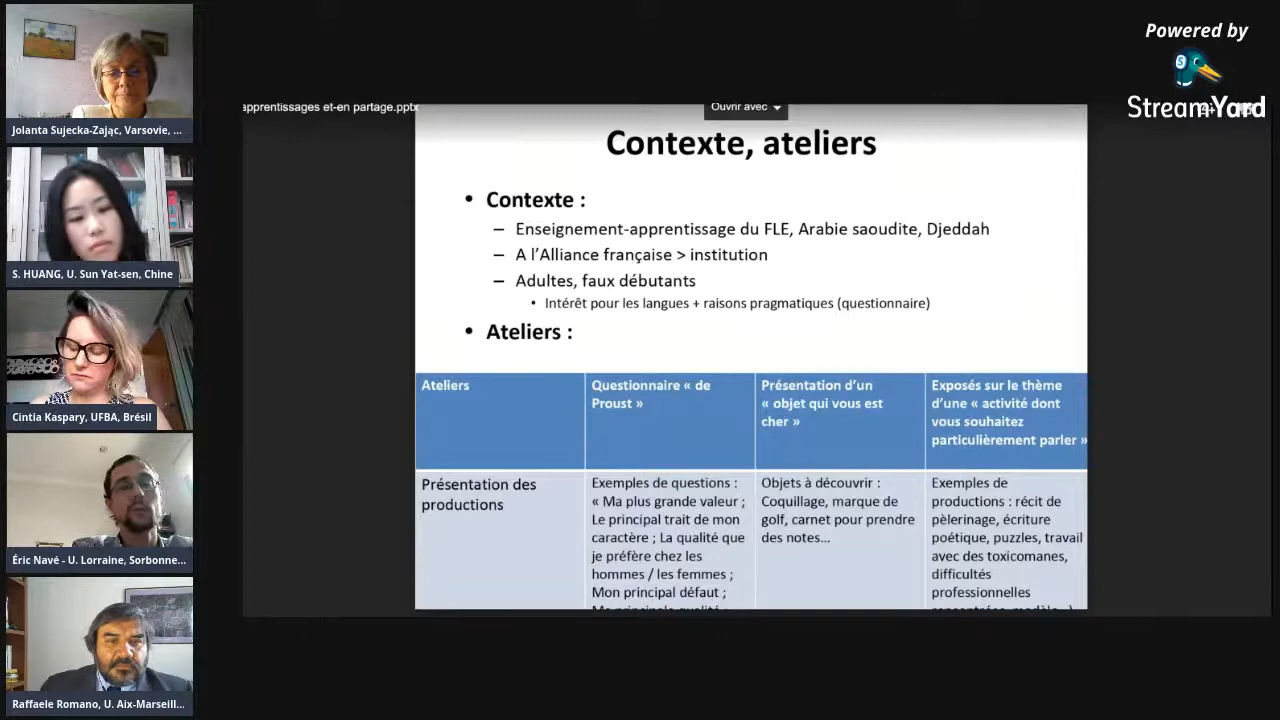 Powered by
StreamYard
Jolanta Sujecka-Zając, Varsovie, ...
S. HUANG, U. Sun Yat-sen, Chine
Cintia Kaspary, UFBA, Brésil
Éric Navé - U. Lorraine, Sorbonne...
Raffaele Romano, U. Aix-Marseill...
apprentissages et-en partage.pptx
Ouvrir avec
Contexte, ateliers
• Contexte :
– Enseignement-apprentissage du FLE, Arabie saoudite, Djeddah
– A l’Alliance française > institution
– Adultes, faux débutants
• Intérêt pour les langues + raisons pragmatiques (questionnaire)
• Ateliers :
Ateliers
Questionnaire « de
Proust »
Présentation d’un
« objet qui vous est
cher »
Exposés sur le thème
d’une « activité dont
vous souhaitez
particulièrement parler »
Présentation des
productions
Exemples de questions :
« Ma plus grande valeur ;
Le principal trait de mon
caractère ; La qualité que
je préfère chez les
hommes / les femmes ;
Mon principal défaut ;
Ma principale qualité ;
Objets à découvrir :
Coquillage, marque de
golf, carnet pour prendre
des notes…
Exemples de
productions : récit de
pèlerinage, écriture
poétique, puzzles, travail
avec des toxicomanes,
difficultés
professionnelles